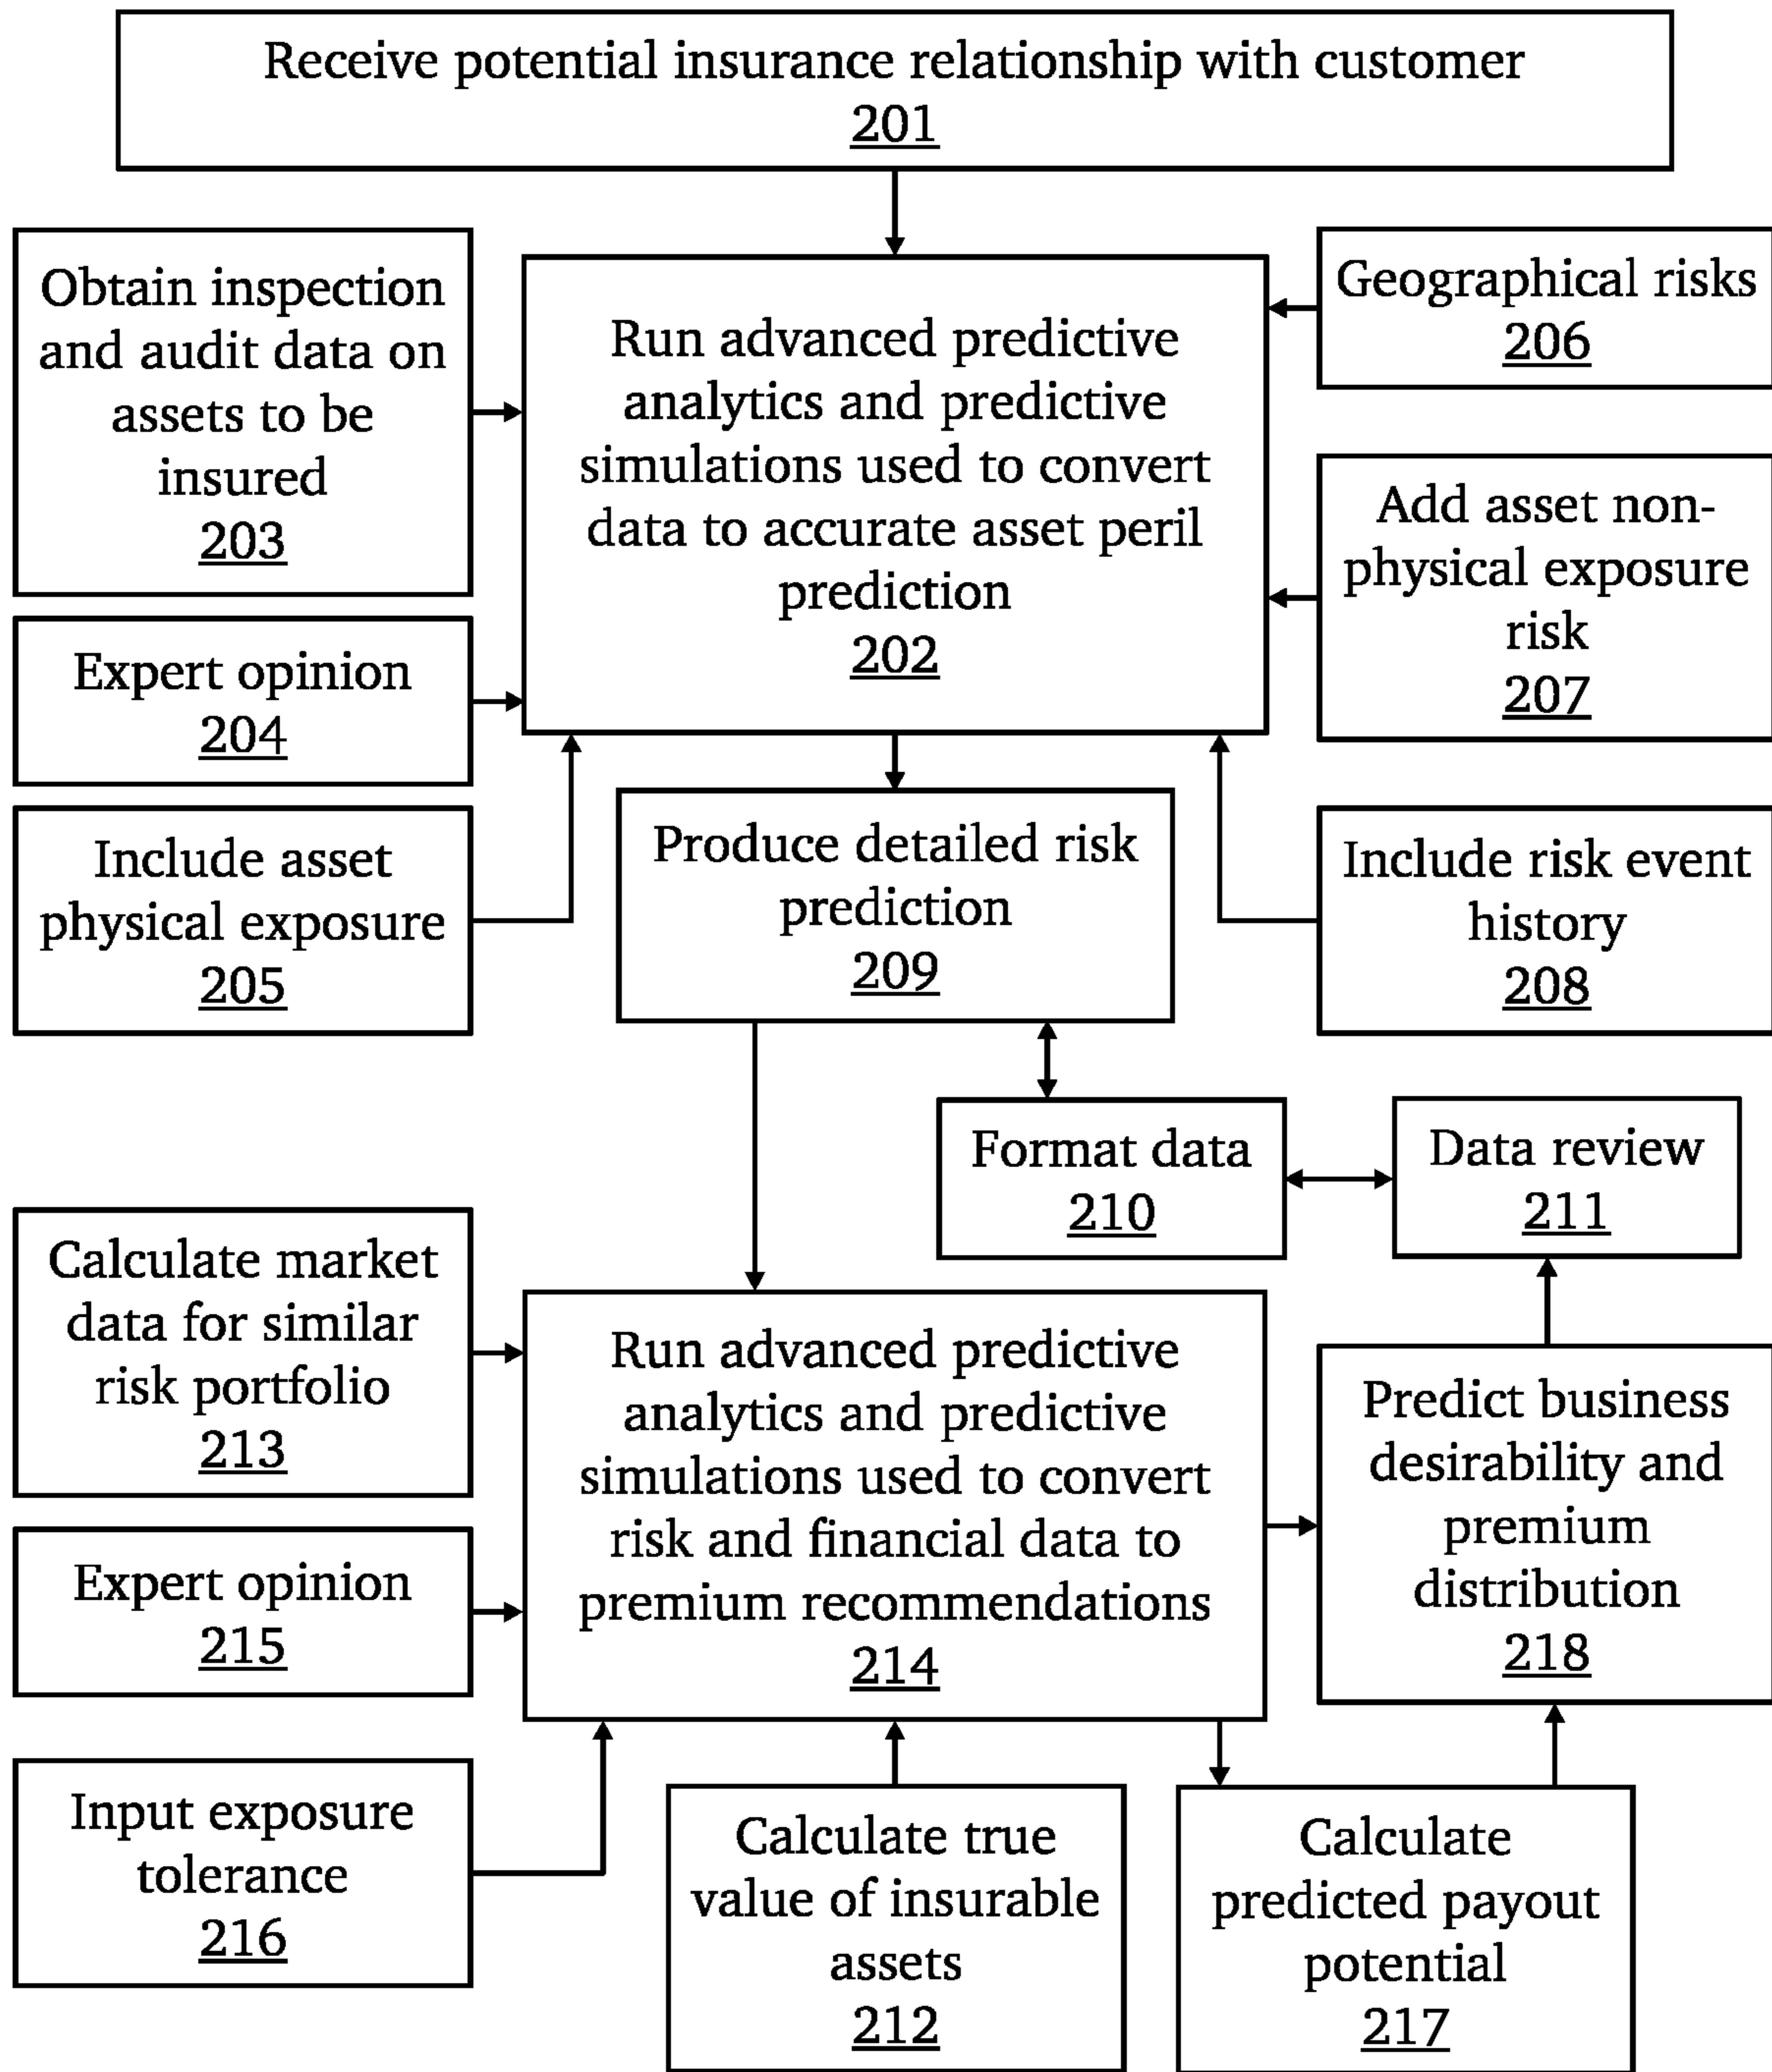 Receive potential insurance relationship with customer
201
Obtain inspection
and audit data on
assets to be
insured
203
Run advanced predictive
analytics and predictive
simulations used to convert
data to accurate asset peril
prediction
202
Geographical risks
206
Add asset non-
physical exposure
risk
207
Expert opinion
204
Include asset
physical exposure
205
Produce detailed risk
prediction
209
Include risk event
history
208
Format data
210
Data review
211
Calculate market
data for similar
risk portfolio
213
Run advanced predictive
analytics and predictive
simulations used to convert
risk and financial data to
premium recommendations
214
Predict business
desirability and
premium
distribution
218
Expert opinion
215
Input exposure
tolerance
216
Calculate true
value of insurable
assets
212
Calculate
predicted payout
potential
217